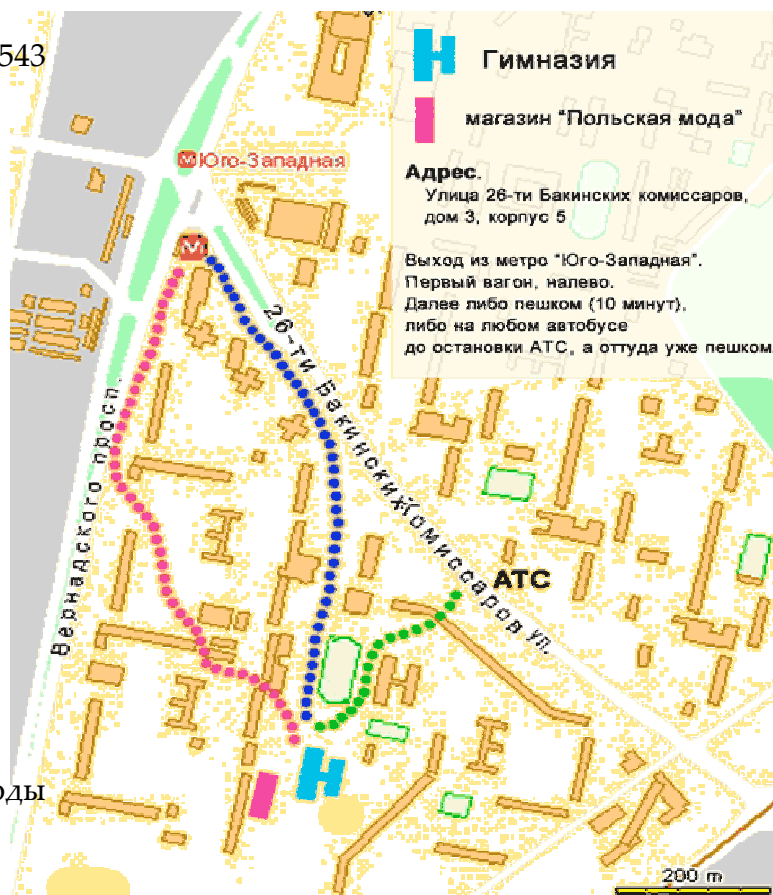 543
Гимназия
магазин "Польская мода"
Адрес.
Улица 26-ти Бакинских комиссаров,
дом 3, корпус 5
Выход из метро "Юго-Западная".
Первый вагон, налево.
Далее либо пешком (10 минут),
либо на любом автобусе
до остановки АТС, а оттуда уже пешком
М Юго-Западная
М
26-ти Бакинских Комиссаров ул.
Вернадского просп.
АТС
оды
200 m